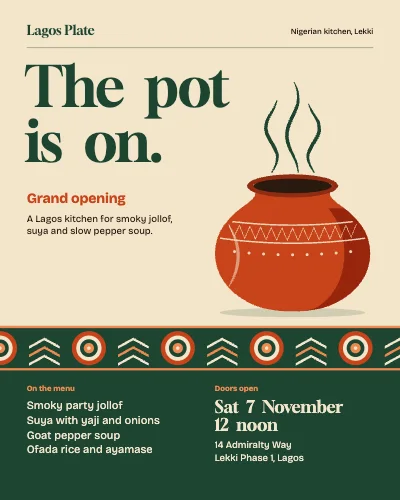 Lagos Plate
Nigerian kitchen, Lekki
The pot
is on.
Grand opening
A Lagos kitchen for smoky jollof,
suya and slow pepper soup.
On the menu
Smoky party jollof
Suya with yaji and onions
Goat pepper soup
Ofada rice and ayamase
Doors open
Sat 7 November
12 noon
14 Admiralty Way
Lekki Phase 1, Lagos